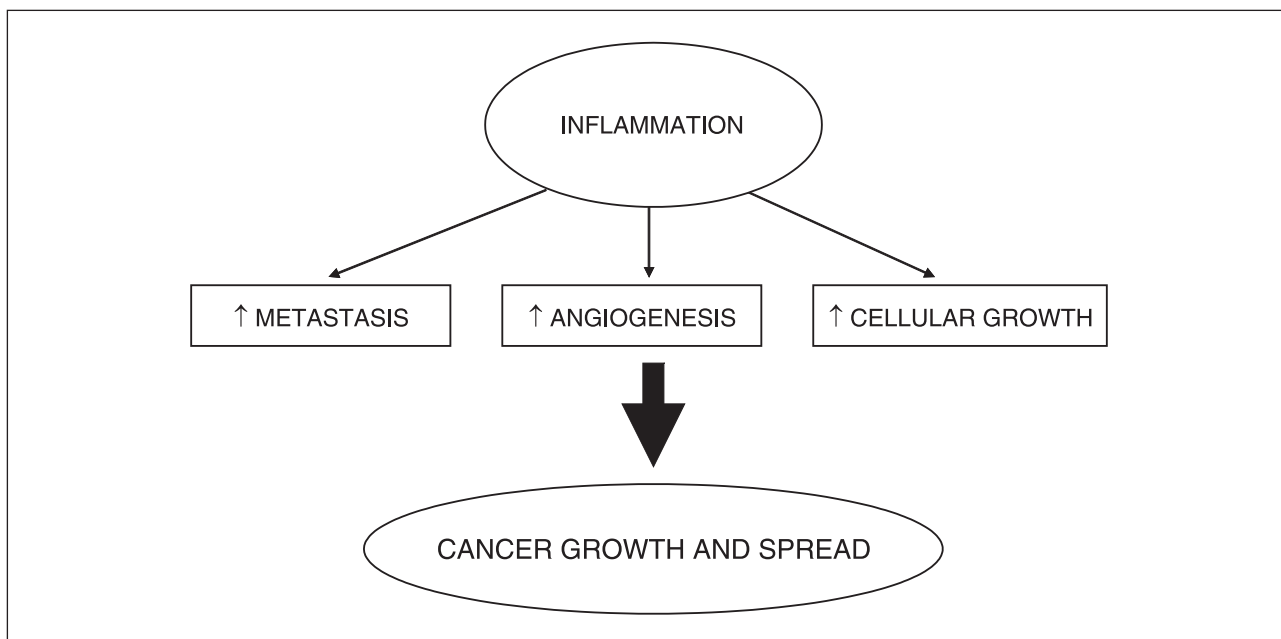 INFLAMMATION
↑ METASTASIS
↑ ANGIOGENESIS
↑ CELLULAR GROWTH
CANCER GROWTH AND SPREAD